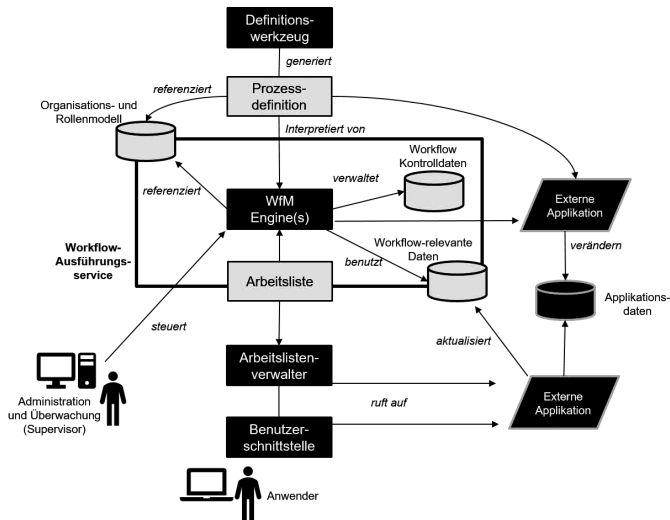 Definitions-
werkzeug
generiert
referenziert
Prozess-
definition
Organisations- und
Rollenmodell
Interpretiert von
Workflow
Kontrolldaten
verwaltet
referenziert
WfM
Engine(s)
Externe
Applikation
Workflow-
Ausführungs-
service
Workflow-relevante
Daten
benutzt
verändern
Arbeitsliste
Applikations-
daten
steuert
aktualisiert
Arbeitslisten-
verwalter
Administration
und Überwachung
(Supervisor)
ruft auf
Externe
Applikation
Benutzer-
schnittstelle
Anwender